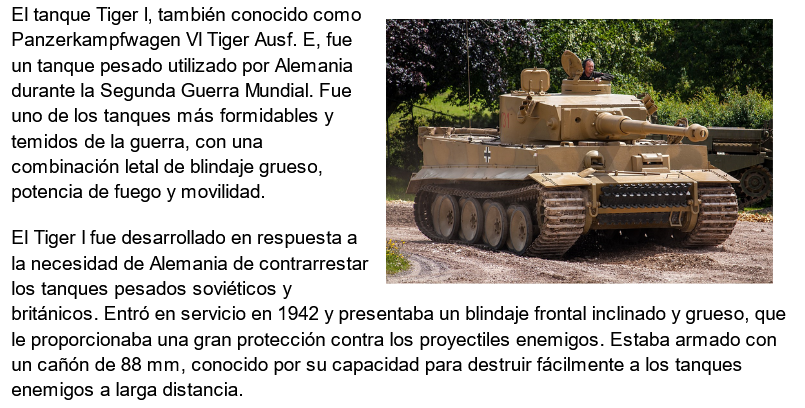 El tanque Tiger I, también conocido como
Panzerkampfwagen VI Tiger Ausf. E, fue
un tanque pesado utilizado por Alemania
durante la Segunda Guerra Mundial. Fue
uno de los tanques más formidables y
temidos de la guerra, con una
combinación letal de blindaje grueso,
potencia de fuego y movilidad.
El Tiger I fue desarrollado en respuesta a
la necesidad de Alemania de contrarrestar
los tanques pesados soviéticos y
británicos. Entró en servicio en 1942 y presentaba un blindaje frontal inclinado y grueso, que
le proporcionaba una gran protección contra los proyectiles enemigos. Estaba armado con
un cañón de 88 mm, conocido por su capacidad para destruir fácilmente a los tanques
enemigos a larga distancia.